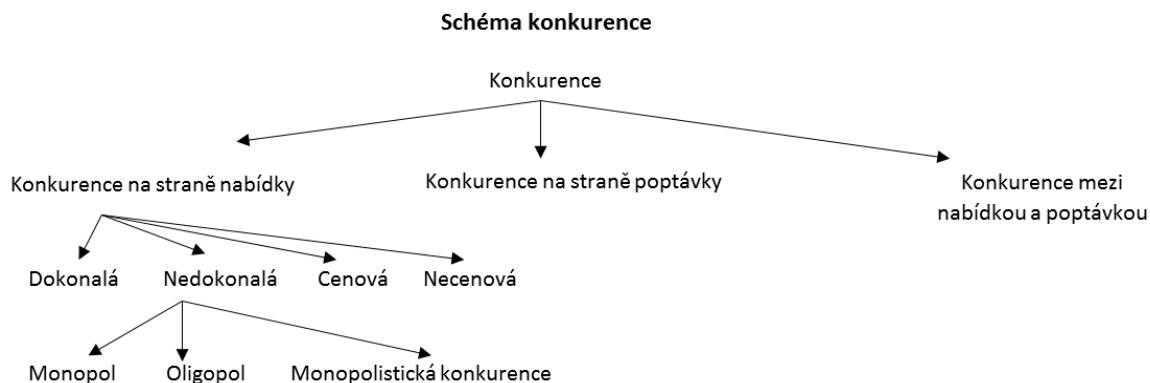 Schéma konkurence
Konkurence
Konkurence na straně nabídky
Konkurence na straně poptávky
Konkurence mezi
nabídkou a poptávkou
Dokonalá
Nedokonalá
Cenová
Necenová
Monopol
Oligopol
Monopolistická konkurence